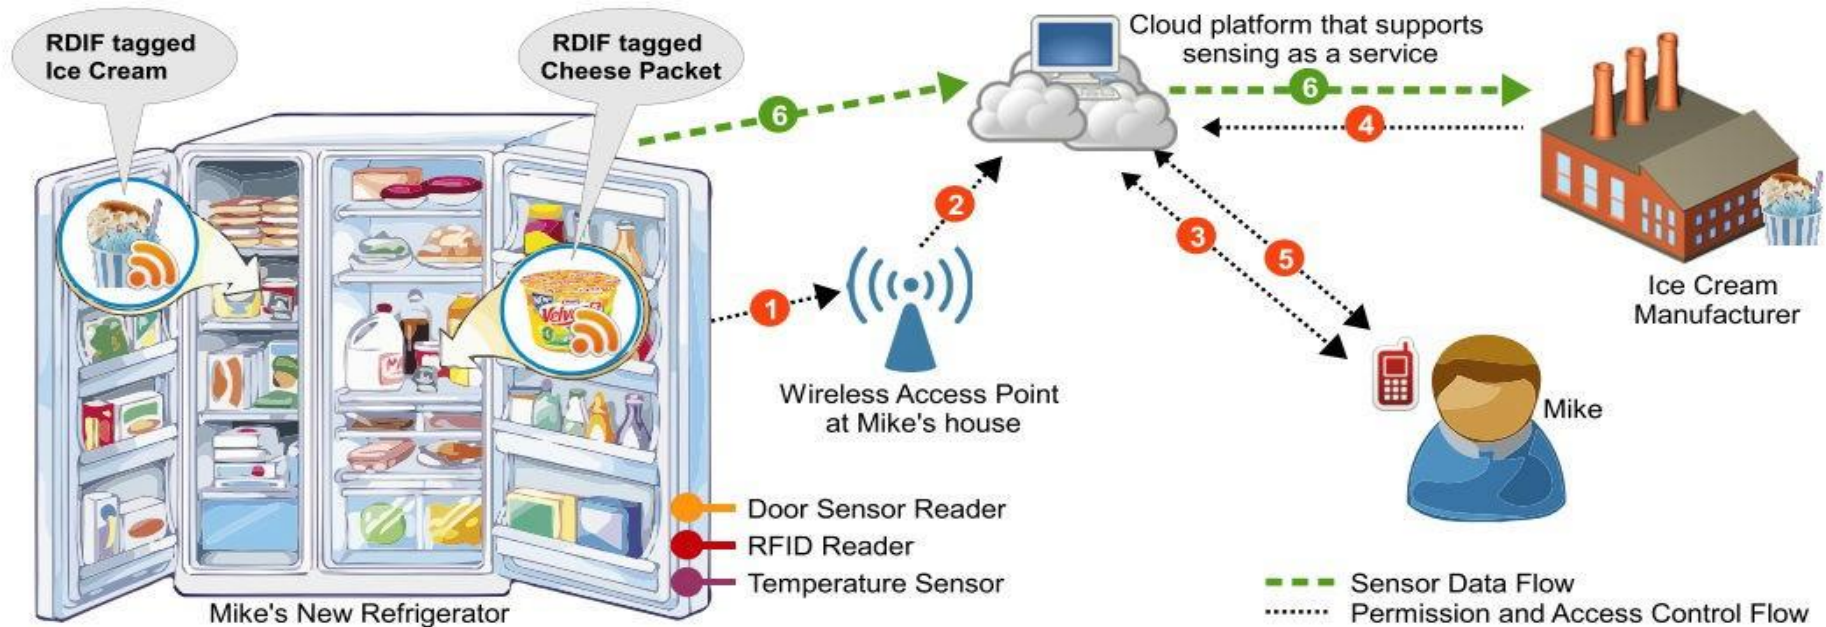 RDIF tagged
Ice Cream
RDIF tagged
Cheese Packet
Cloud platform that supports
sensing as a service
6
6
4
2
3
5
1
Ice Cream
Manufacturer
Wireless Access Point
at Mike's house
Mike
Door Sensor Reader
RFID Reader
Temperature Sensor
Mike's New Refrigerator
Sensor Data Flow
Permission and Access Control Flow